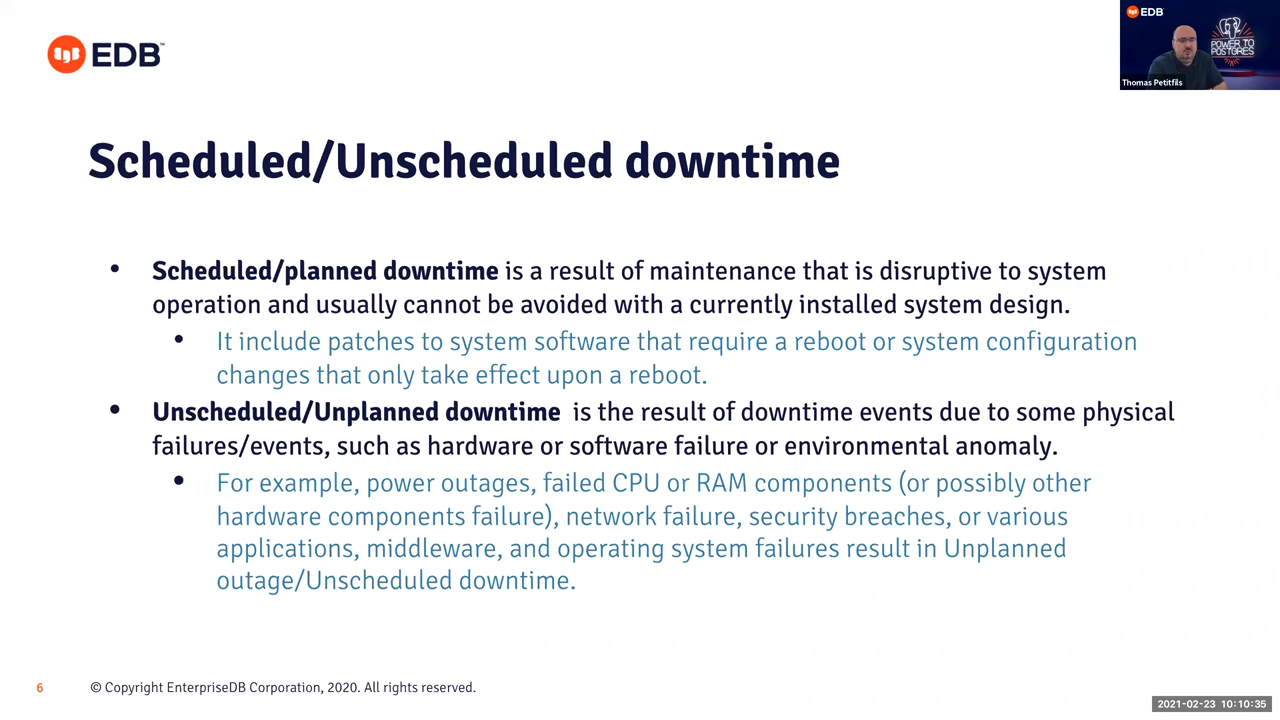 EDB
EDB
POWER TO
POSTGRES
Thomas Petitfils
Scheduled/Unscheduled downtime
• Scheduled/planned downtime is a result of maintenance that is disruptive to system
operation and usually cannot be avoided with a currently installed system design.
• It include patches to system software that require a reboot or system configuration
changes that only take effect upon a reboot.
• Unscheduled/Unplanned downtime is the result of downtime events due to some physical
failures/events, such as hardware or software failure or environmental anomaly.
• For example, power outages, failed CPU or RAM components (or possibly other
hardware components failure), network failure, security breaches, or various
applications, middleware, and operating system failures result in Unplanned
outage/Unscheduled downtime.
6
© Copyright EnterpriseDB Corporation, 2020. All rights reserved.
2021-02-23 10:10:35